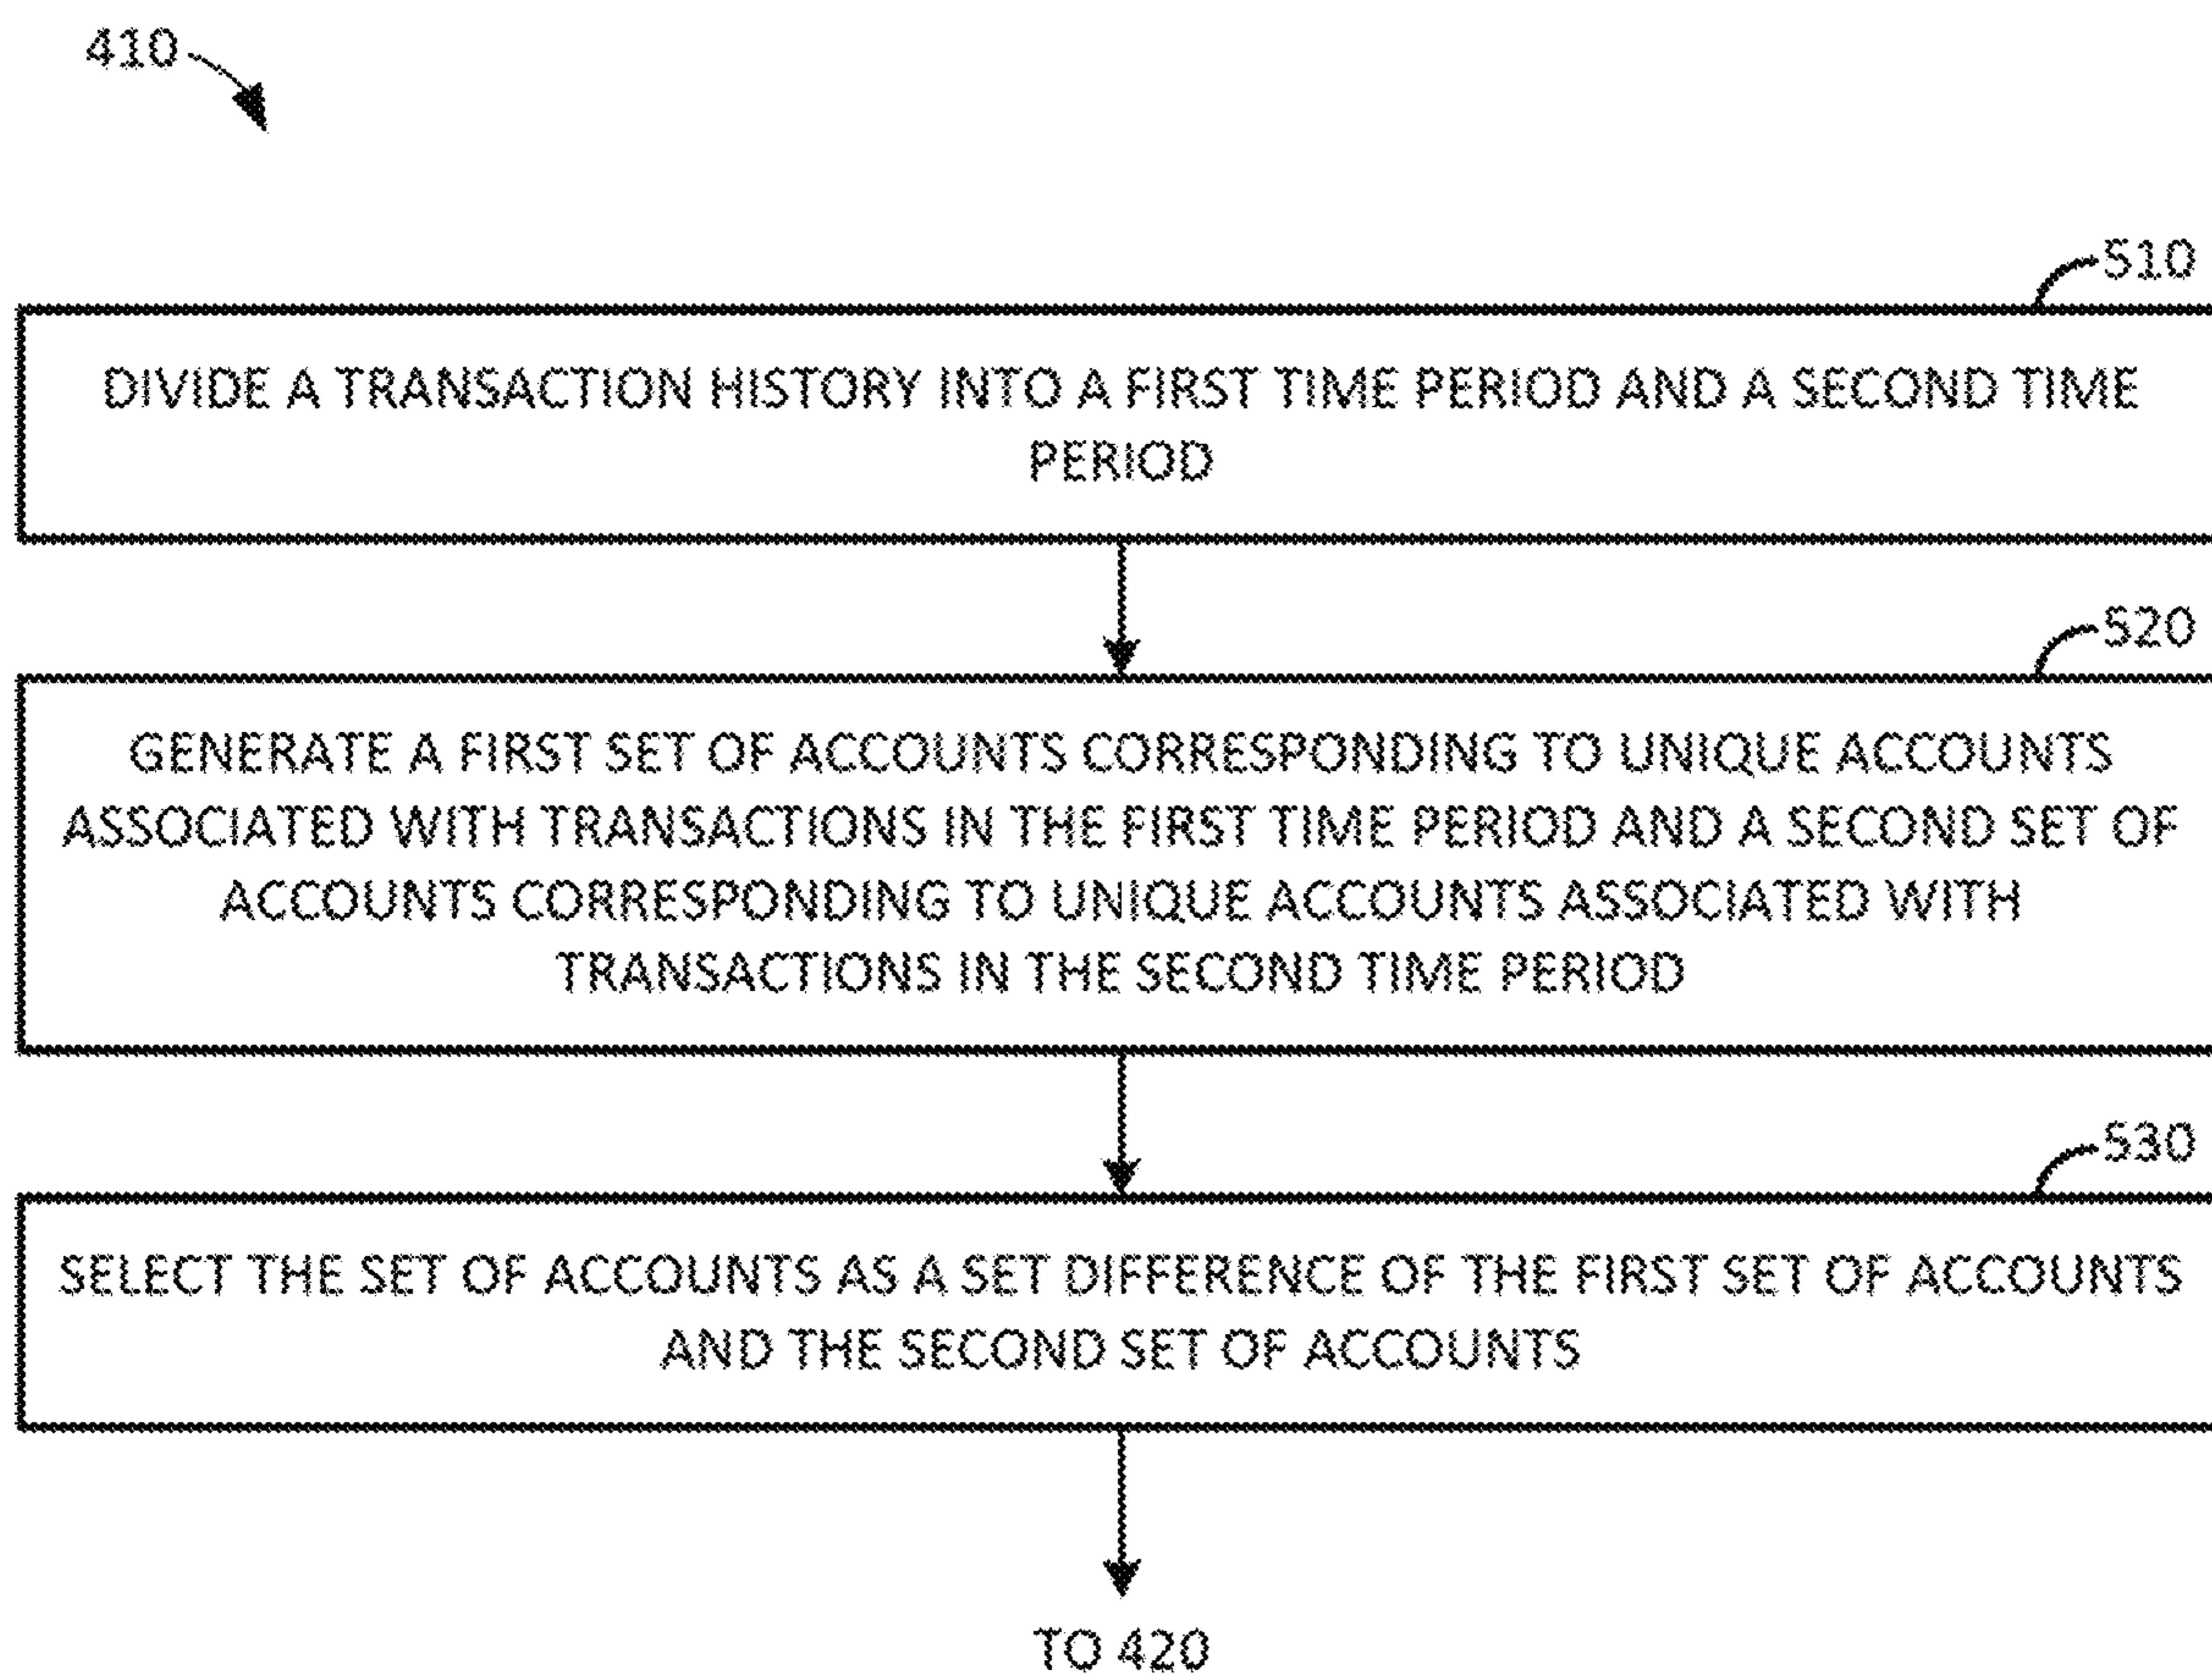 410
510
DIVIDE A TRANSACTION HISTORY INTO A FIRST TIME PERIOD AND A SECOND TIME
PERIOD
520
GENERATE A FIRST SET OF ACCOUNTS CORRESPONDING TO UNIQUE ACCOUNTS
ASSOCIATED WITH TRANSACTIONS IN THE FIRST TIME PERIOD AND A SECOND SET OF
ACCOUNTS CORRESPONDING TO UNIQUE ACCOUNTS ASSOCIATED WITH
TRANSACTIONS IN THE SECOND TIME PERIOD
530
SELECT THE SET OF ACCOUNTS AS A SET DIFFERENCE OF THE FIRST SET OF ACCOUNTS
AND THE SECOND SET OF ACCOUNTS
TO 420